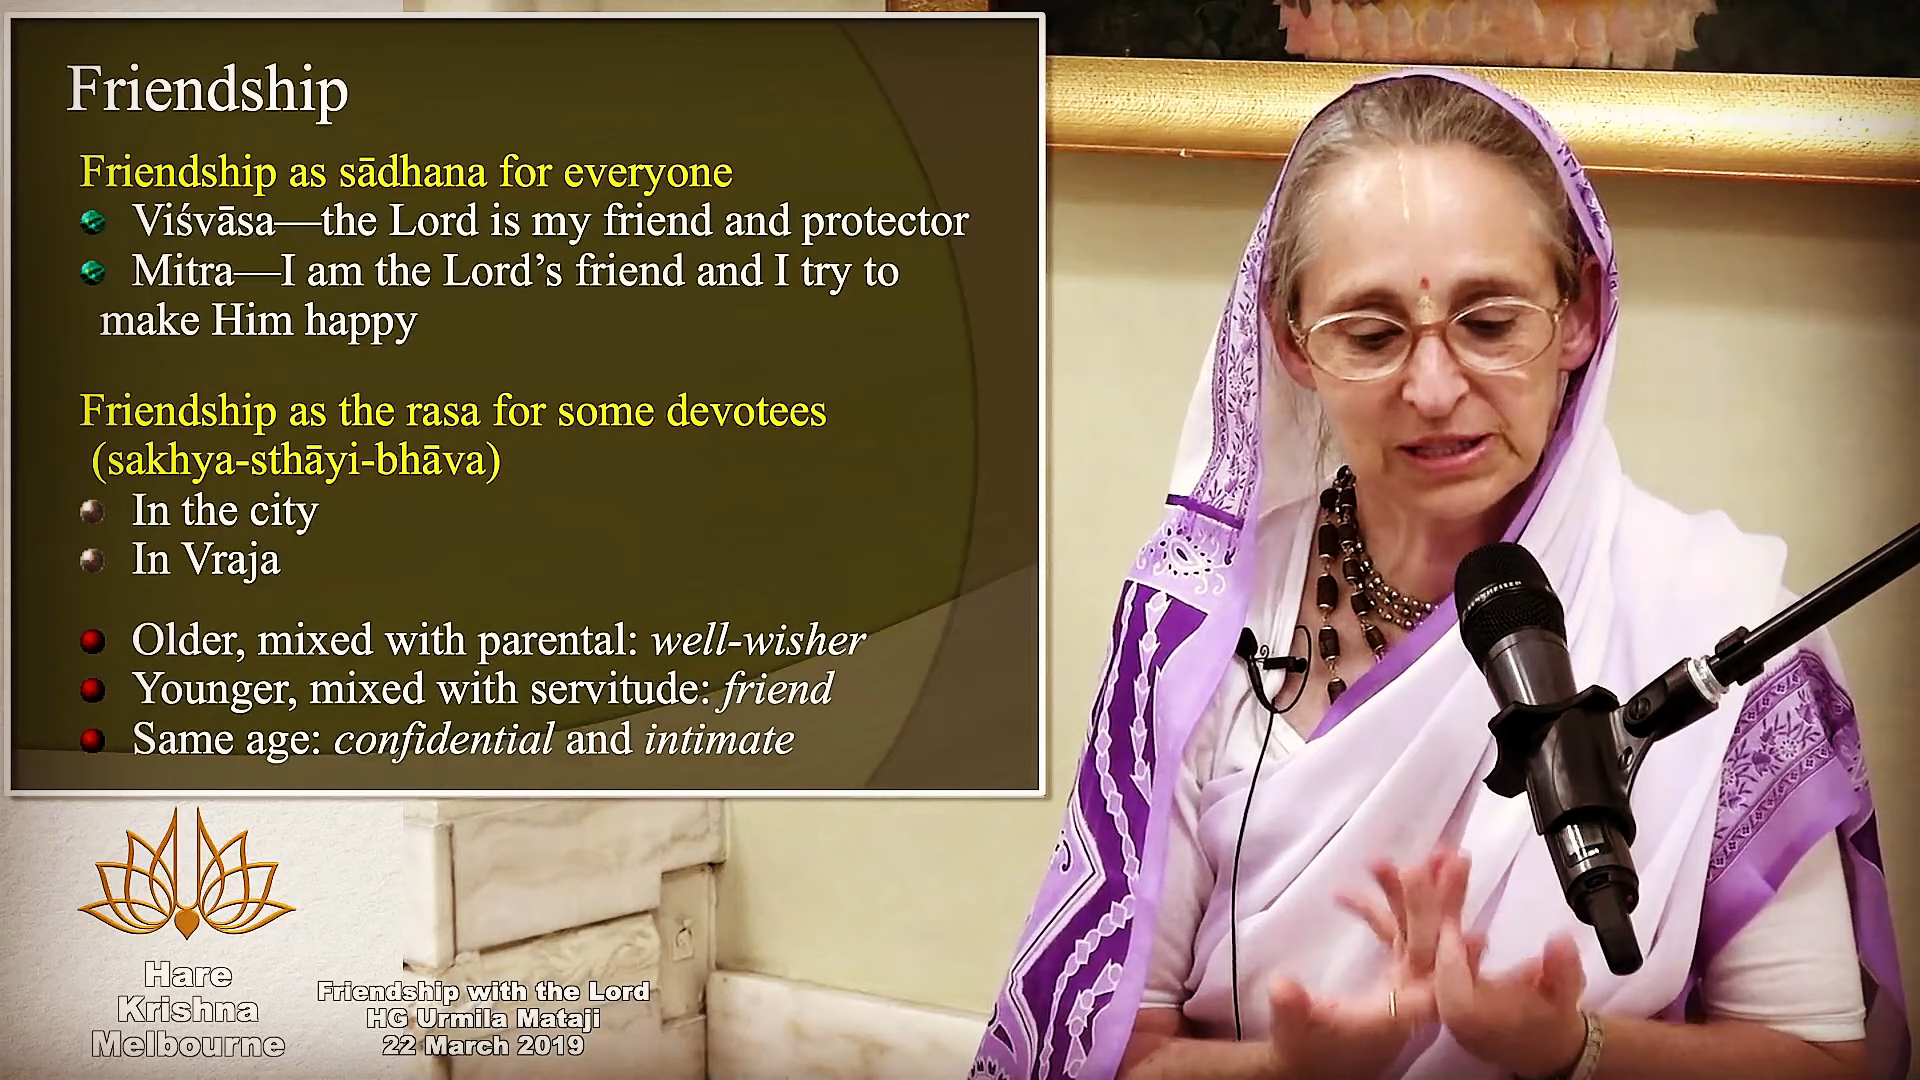 Friendship
Friendship as sādhana for everyone
Viśvāsa—the Lord is my friend and protector
Mitra—I am the Lord’s friend and I try to
make Him happy
Friendship as the rasa for some devotees
(sakhya-sthāyi-bhāva)
In the city
In Vraja
Older, mixed with parental: well-wisher
Younger, mixed with servitude: friend
Same age: confidential and intimate
Hare
Krishna
Melbourne
Friendship with the Lord
HG Urmila Mataji
22 March 2019
SENNHEISER